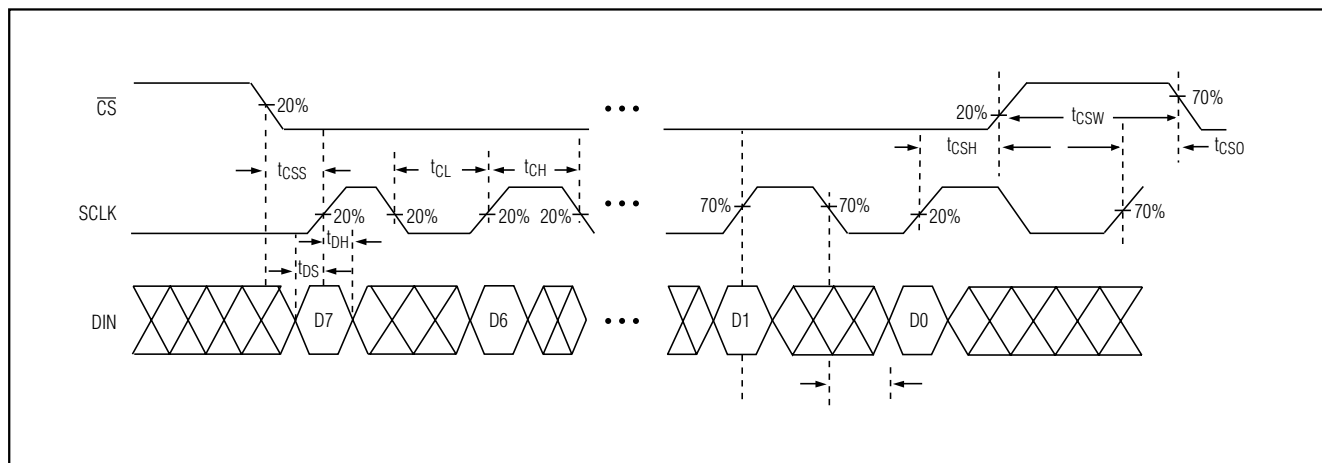 CS
20%
•••
20%
tCSW
70%
tCSS
tCL
tCH
tCSH
tCS0
SCLK
20%
20%
20%
20%
•••
70%
70%
20%
70%
tDH
tDS
DIN
D7
D6
•••
D1
D0